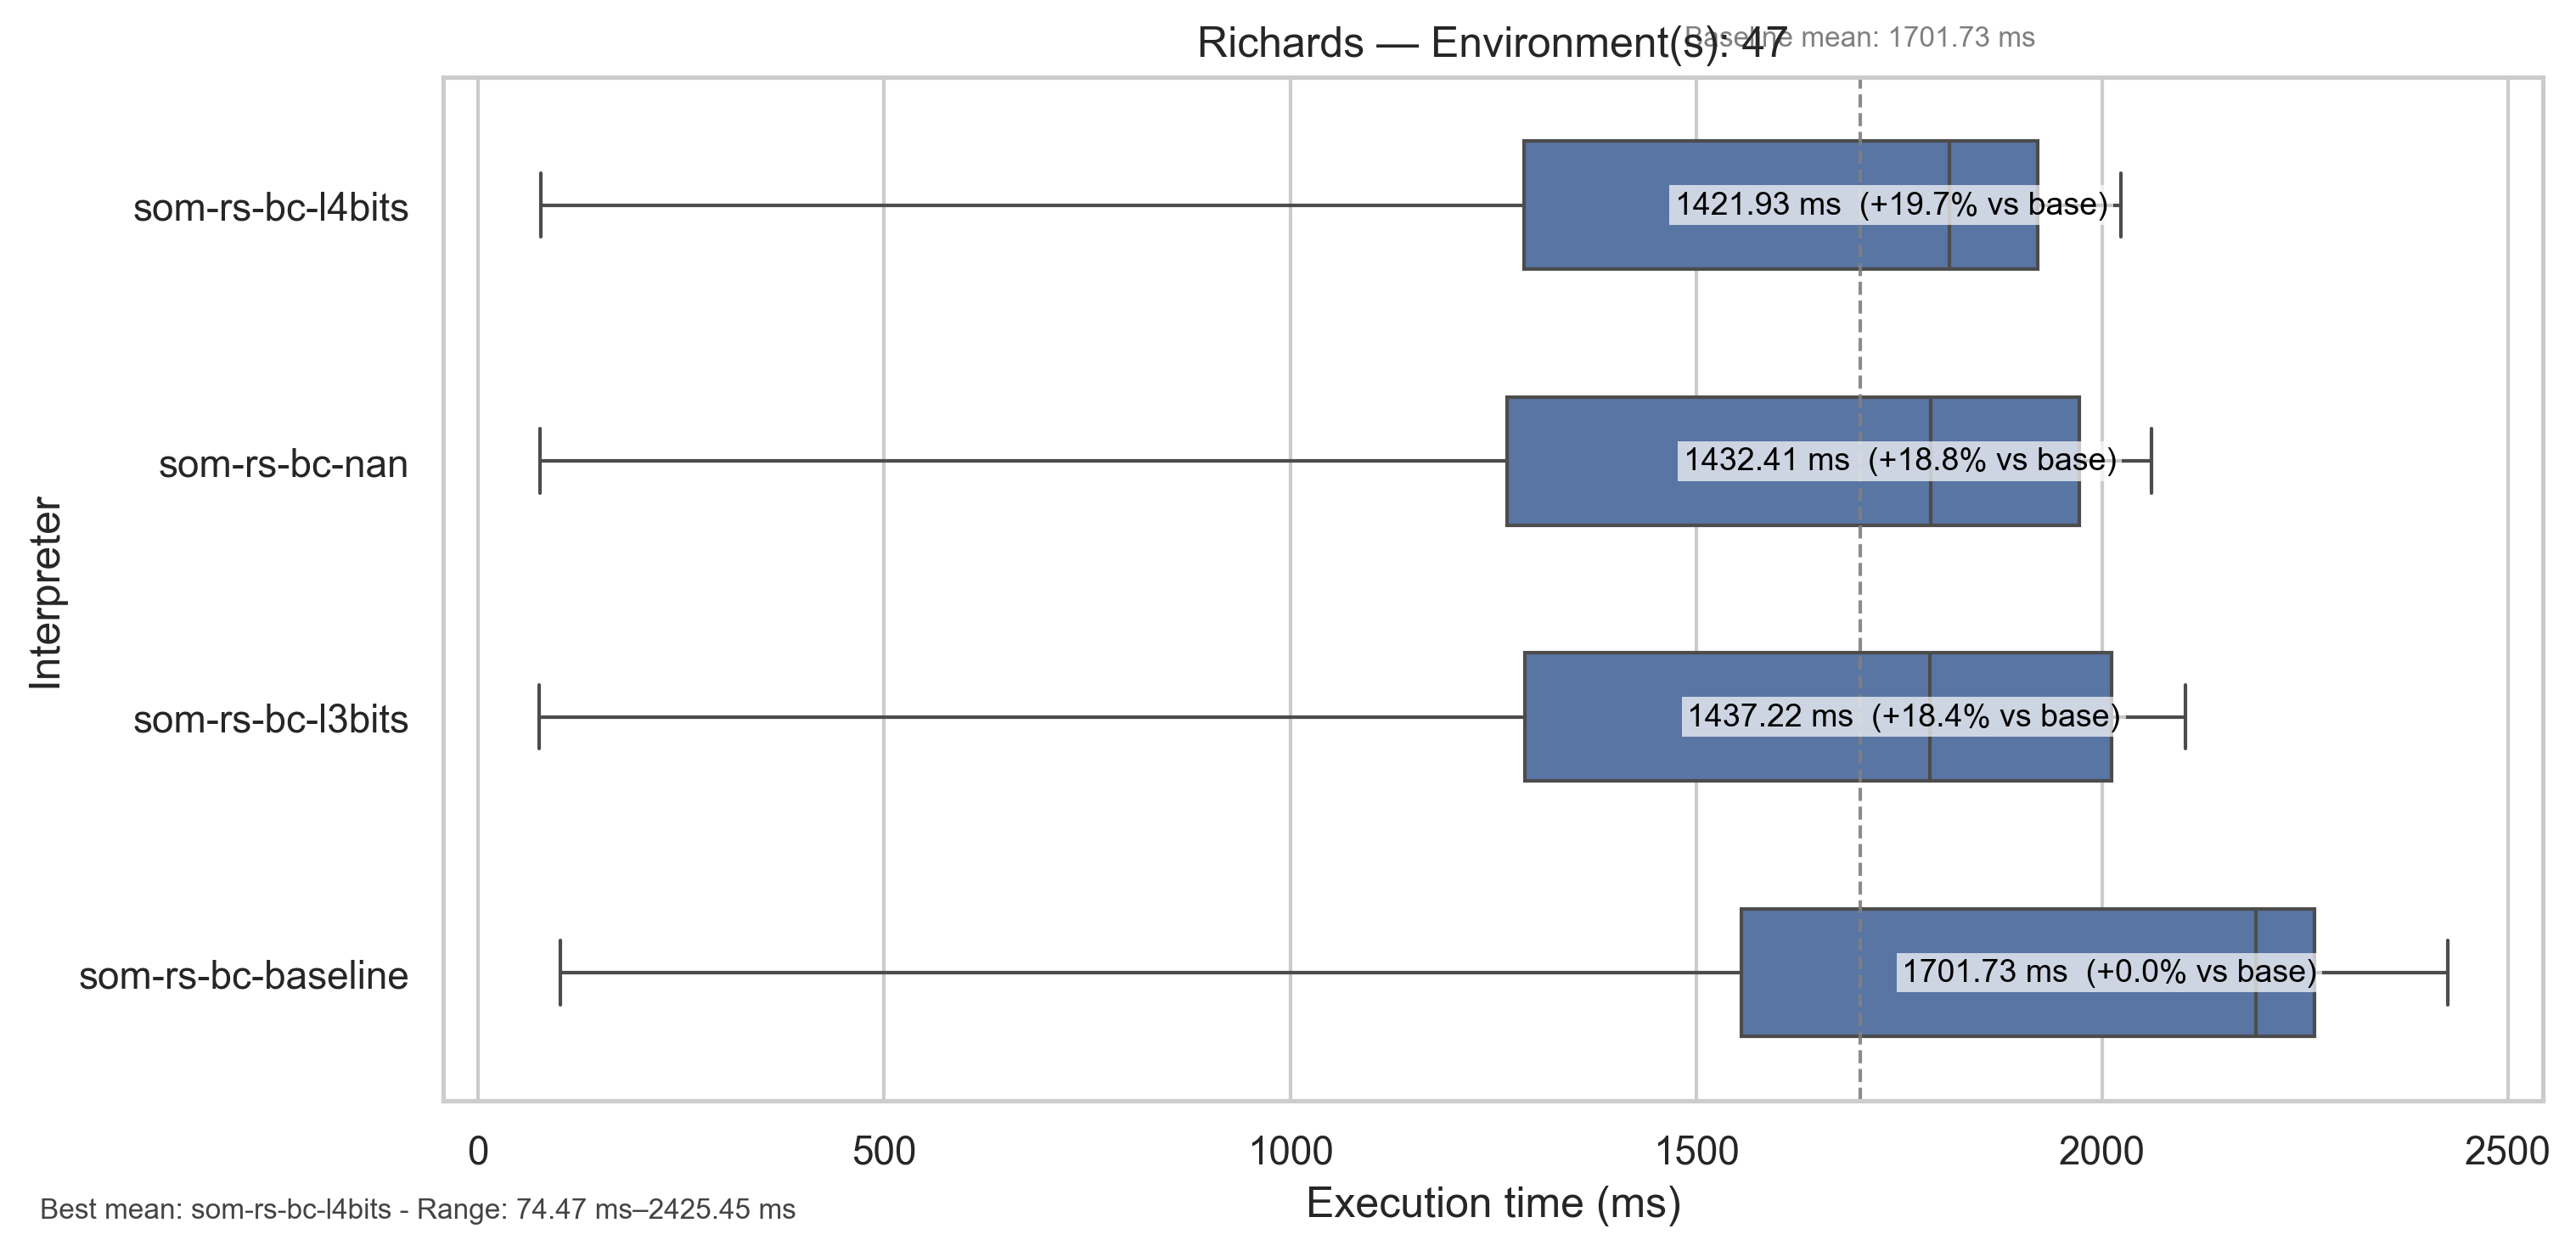 Richards — Environment(s): 47
Baseline mean: 1701.73 ms
som-rs-bc-l4bits
1421.93 ms (+19.7% vs base)
som-rs-bc-nan
1432.41 ms (+18.8% vs base)
som-rs-bc-l3bits
1437.22 ms (+18.4% vs base)
som-rs-bc-baseline
1701.73 ms (+0.0% vs base)
Interpreter
0 500 1000 1500 2000 2500
Execution time (ms)
Best mean: som-rs-bc-l4bits - Range: 74.47 ms–2425.45 ms